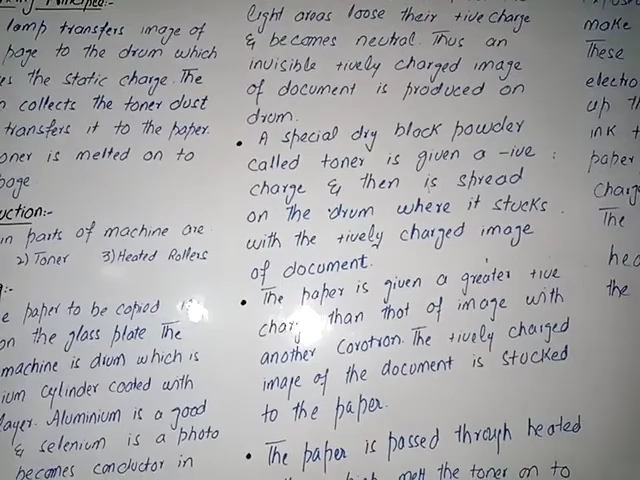 lamp transfers image of
page to the drum which
the static charge. The
collects the toner dust
transfers it to the paper.
oner is melted on to
page
uction:-
in parts of machine are
2) Toner 3) Heated Rollers
e paper to be copied is
on the glass plate The
machine is drum which is
ium cylinder coated with
layer. Aluminium is a good
& selenium is a photo
becomes conductor in
light areas loose their +ive charge
& becomes neutral. Thus an
invisible +ively charged image
of document is produced on
drum.
• A special dry black powder
called toner is given a -ive
charge & then is spread
on the drum where it stucks
with the +ively charged image
of document.
• The paper is given a greater +ive
charge than that of image with
another Corotron. The +ively charged
image of the document is stucked
to the paper.
• The paper is passed through heated
melt the toner on to
make
These
electro
up th
ink t
paper
charge
The
hea
the